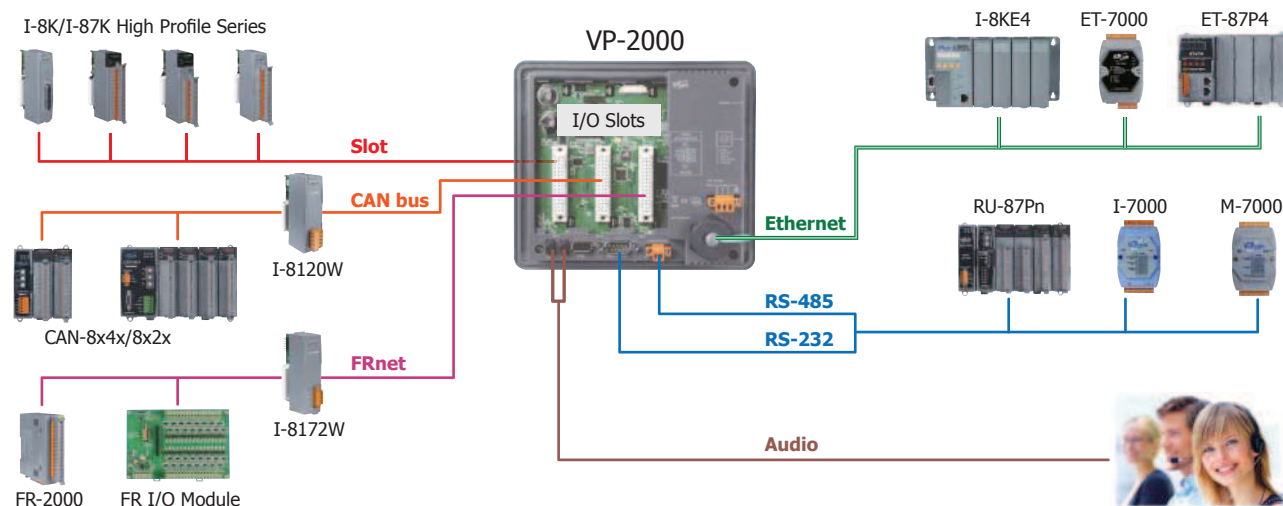 I-8K/I-87K High Profile Series
VP-2000
I-8KE4
ET-7000
ET-87P4
I/O Slots
Slot
CAN bus
Ethernet
RU-87Pn
I-7000
M-7000
I-8120W
RS-485
RS-232
CAN-8x4x/8x2x
FRnet
I-8172W
Audio
FR-2000
FR I/O Module